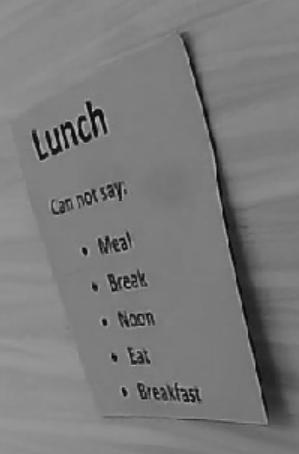 Lunch
Can not say:
• Meal
• Break
• Noon
• Eat
• Breakfast